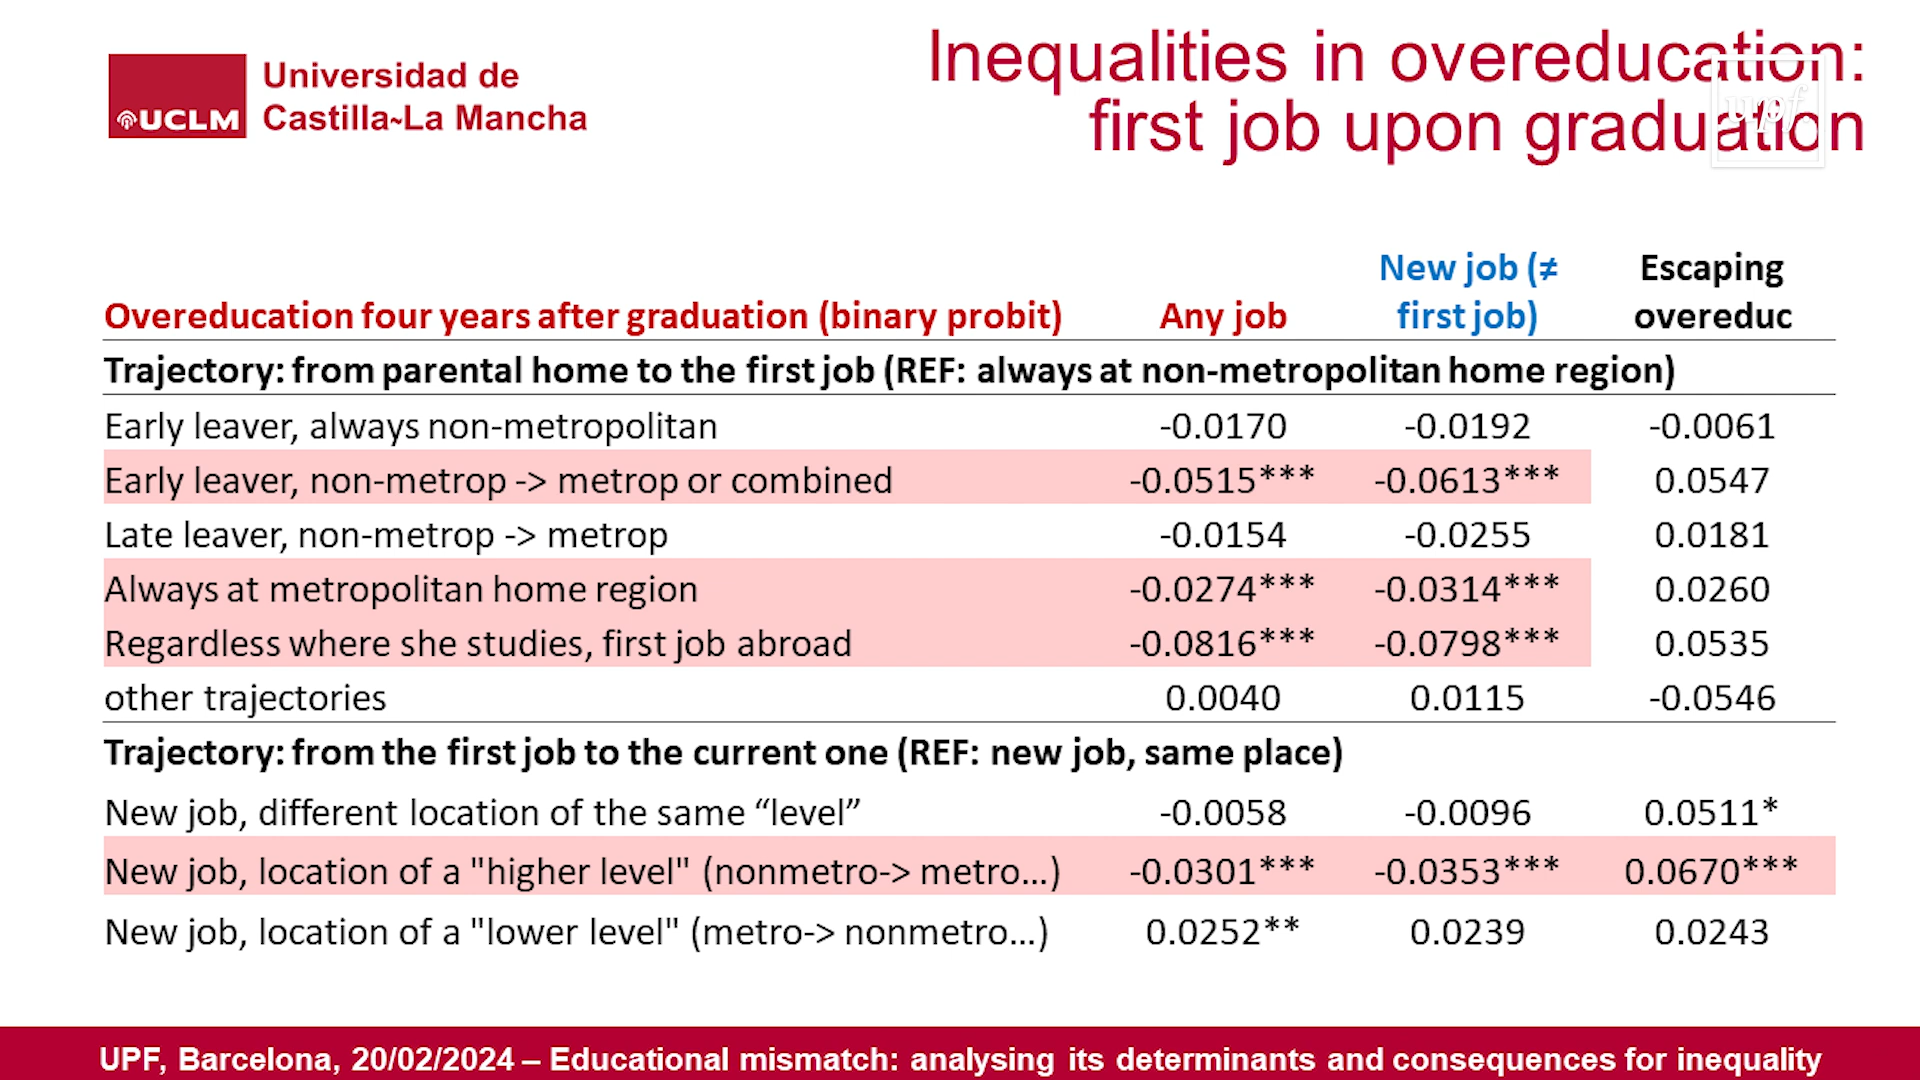 UCLM
Universidad de
Castilla~La Mancha
Inequalities in overeducation:
first job upon graduation
upf.
Overeducation four years after graduation (binary probit) Any job New job (≠ first job) Escaping overeduc
Trajectory: from parental home to the first job (REF: always at non-metropolitan home region)
Early leaver, always non-metropolitan -0.0170 -0.0192 -0.0061
Early leaver, non-metrop -> metrop or combined -0.0515*** -0.0613*** 0.0547
Late leaver, non-metrop -> metrop -0.0154 -0.0255 0.0181
Always at metropolitan home region -0.0274*** -0.0314*** 0.0260
Regardless where she studies, first job abroad -0.0816*** -0.0798*** 0.0535
other trajectories 0.0040 0.0115 -0.0546
Trajectory: from the first job to the current one (REF: new job, same place)
New job, different location of the same “level” -0.0058 -0.0096 0.0511*
New job, location of a "higher level" (nonmetro-> metro...) -0.0301*** -0.0353*** 0.0670***
New job, location of a "lower level" (metro-> nonmetro...) 0.0252** 0.0239 0.0243
UPF, Barcelona, 20/02/2024 – Educational mismatch: analysing its determinants and consequences for inequality